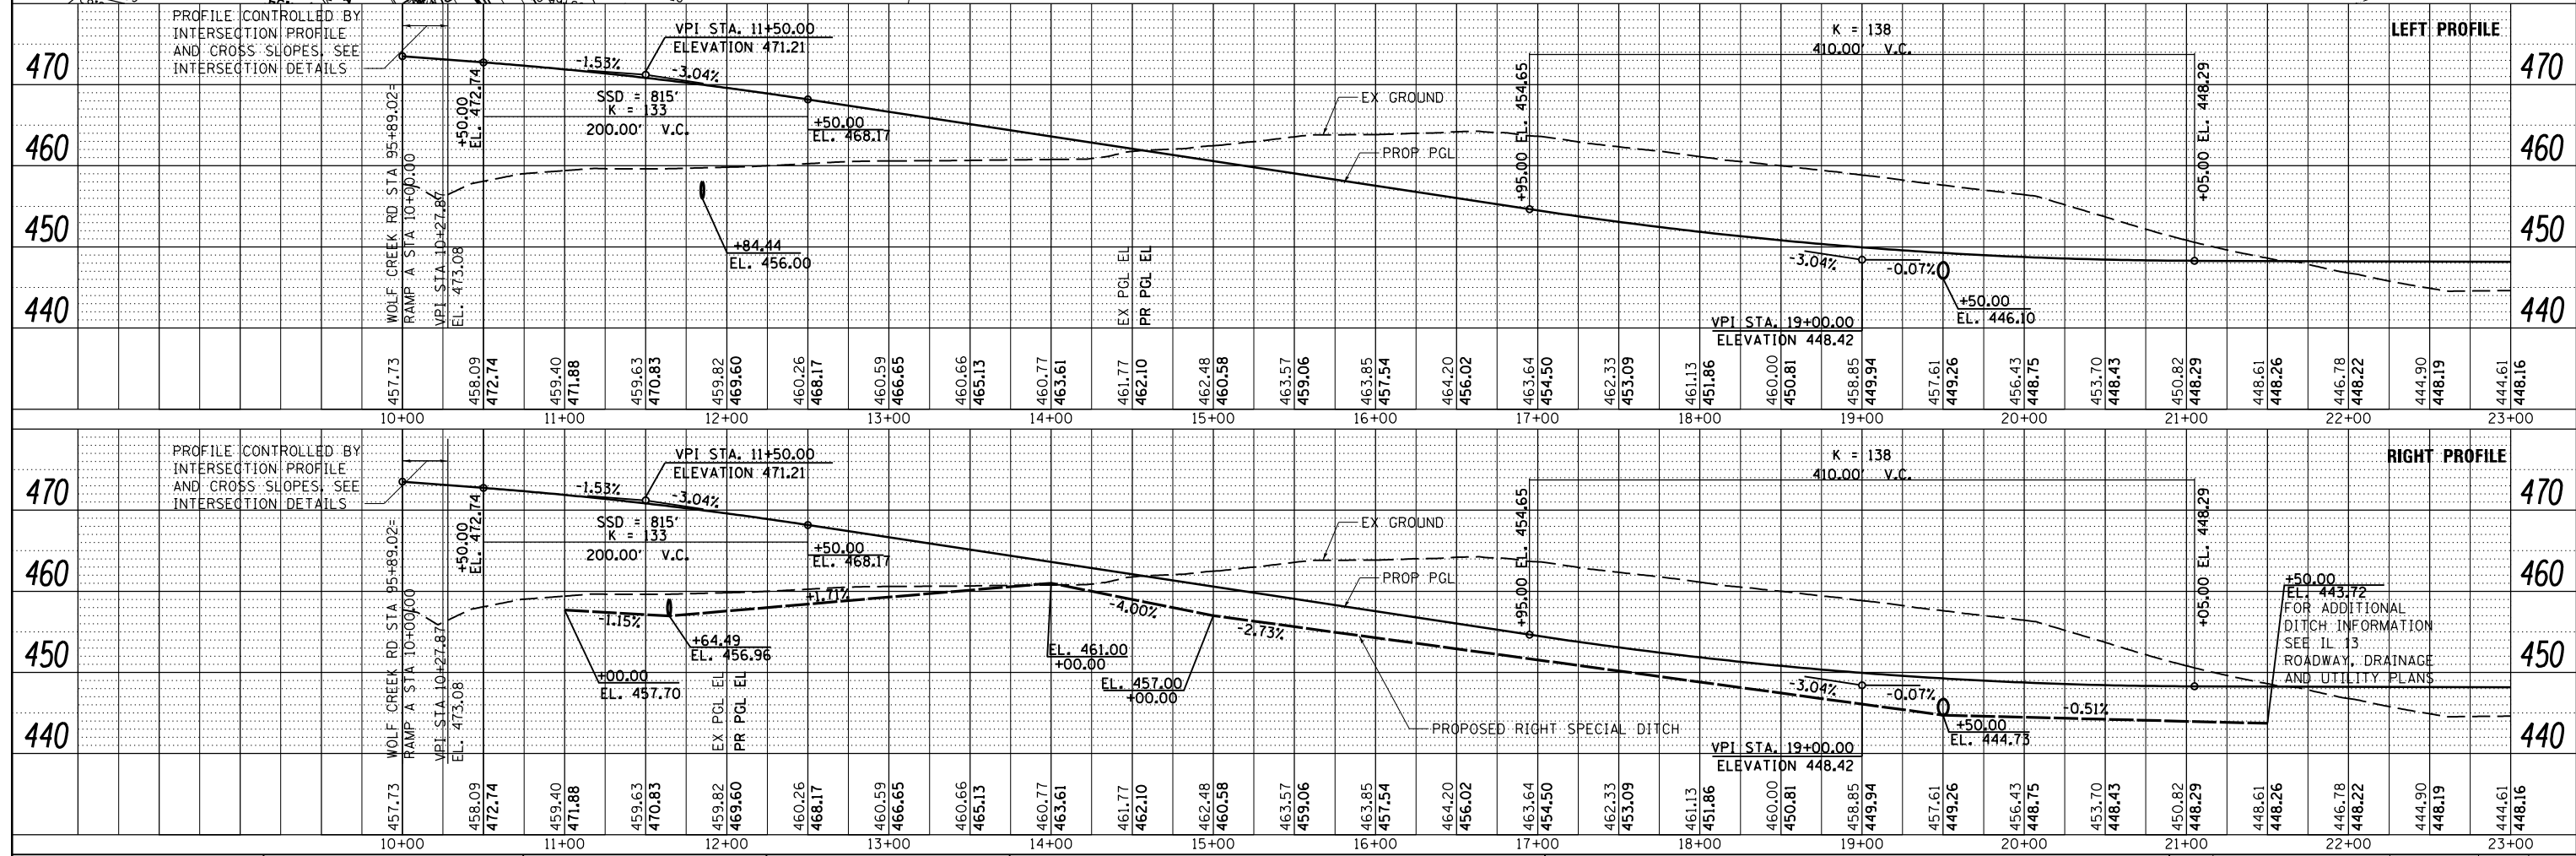 PROFILE CONTROLLED BY
INTERSECTION PROFILE
AND CROSS SLOPES. SEE
INTERSECTION DETAILS
VPI STA. 11+50.00
ELEVATION 471.21
K = 138
410.00' V.C.
LEFT PROFILE
470
460
450
440
470
460
450
440
-1.53%
-3.04%
SSD = 815'
K = 133
200.00' V.C.
+50.00
EL. 472.74
+50.00
EL. 468.17
WOLF CREEK RD STA 95+89.02=
RAMP A STA 10+00.00
VPI STA 10+27.87
EL. 473.08
+84.44
EL. 456.00
EX GROUND
PROP PGL
EX PGL EL
PR PGL EL
+95.00 EL. 454.65
+05.00 EL. 448.29
-3.04%
-0.07%
+50.00
EL. 446.10
VPI STA. 19+00.00
ELEVATION 448.42
457.73
458.09
472.74
459.40
471.88
459.63
470.83
459.82
469.60
460.26
468.17
460.59
466.65
460.66
465.13
460.77
463.61
461.77
462.10
462.48
460.58
463.57
459.06
463.85
457.54
464.20
456.02
463.64
454.50
462.33
453.09
461.13
451.86
460.00
450.81
458.85
449.94
457.61
449.26
456.43
448.75
453.70
448.43
450.82
448.29
448.61
448.26
446.78
448.22
444.90
448.19
444.61
448.16
10+00 11+00 12+00 13+00 14+00 15+00 16+00 17+00 18+00 19+00 20+00 21+00 22+00 23+00
PROFILE CONTROLLED BY
INTERSECTION PROFILE
AND CROSS SLOPES. SEE
INTERSECTION DETAILS
VPI STA. 11+50.00
ELEVATION 471.21
K = 138
410.00' V.C.
RIGHT PROFILE
470
460
450
440
470
460
450
440
-1.53%
-3.04%
SSD = 815'
K = 133
200.00' V.C.
+50.00
EL. 472.74
+50.00
EL. 468.17
WOLF CREEK RD STA 95+89.02=
RAMP A STA 10+00.00
VPI STA 10+27.87
EL. 473.08
-1.15%
+1.71%
+64.49
EL. 456.96
+00.00
EL. 457.70
EX PGL EL
PR PGL EL
EL. 461.00
+00.00
-4.00%
EL. 457.00
+00.00
-2.73%
EX GROUND
PROP PGL
PROPOSED RIGHT SPECIAL DITCH
+95.00 EL. 454.65
+05.00 EL. 448.29
-3.04%
-0.07%
+50.00
EL. 444.73
-0.51%
VPI STA. 19+00.00
ELEVATION 448.42
+50.00
EL. 443.72
FOR ADDITIONAL
DITCH INFORMATION
SEE IL 13
ROADWAY, DRAINAGE
AND UTILITY PLANS
457.73
458.09
472.74
459.40
471.88
459.63
470.83
459.82
469.60
460.26
468.17
460.59
466.65
460.66
465.13
460.77
463.61
461.77
462.10
462.48
460.58
463.57
459.06
463.85
457.54
464.20
456.02
463.64
454.50
462.33
453.09
461.13
451.86
460.00
450.81
458.85
449.94
457.61
449.26
456.43
448.75
453.70
448.43
450.82
448.29
448.61
448.26
446.78
448.22
444.90
448.19
444.61
448.16
10+00 11+00 12+00 13+00 14+00 15+00 16+00 17+00 18+00 19+00 20+00 21+00 22+00 23+00